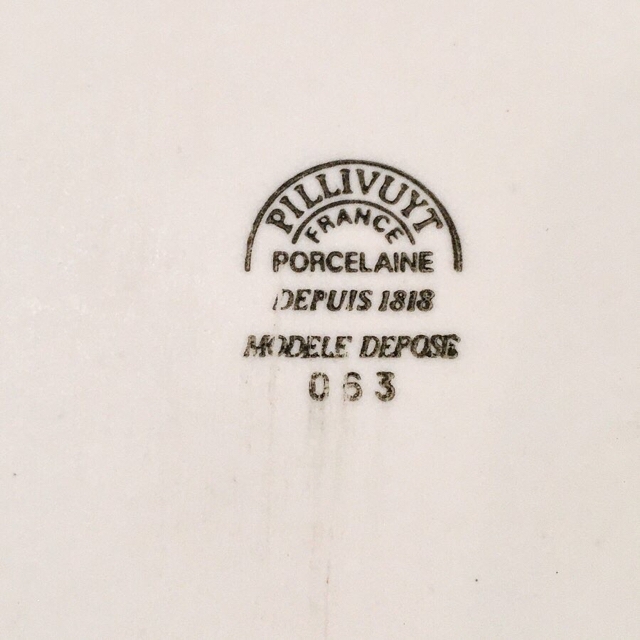 PILLIVUYT
FRANCE
PORCELAINE
DEPUIS 1818
MODELE DEPOSE
063